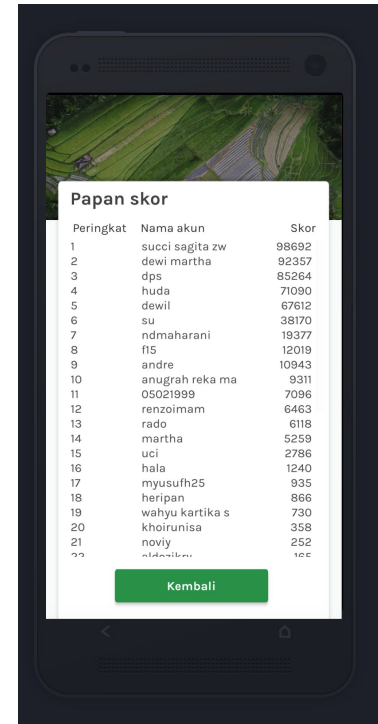 Papan skor
Peringkat Nama akun Skor
1 succi sagita zw 98692
2 dewi martha 92357
3 dps 85264
4 huda 71090
5 dewil 67612
6 su 38170
7 ndmaharani 19377
8 f15 12019
9 andre 10943
10 anugrah reka ma 9311
11 05021999 7096
12 renzoimam 6463
13 rado 6118
14 martha 5259
15 uci 2786
16 hala 1240
17 myusufh25 935
18 heripan 866
19 wahyu kartika s 730
20 khoirunisa 358
21 noviy 252
22 165
Kembali